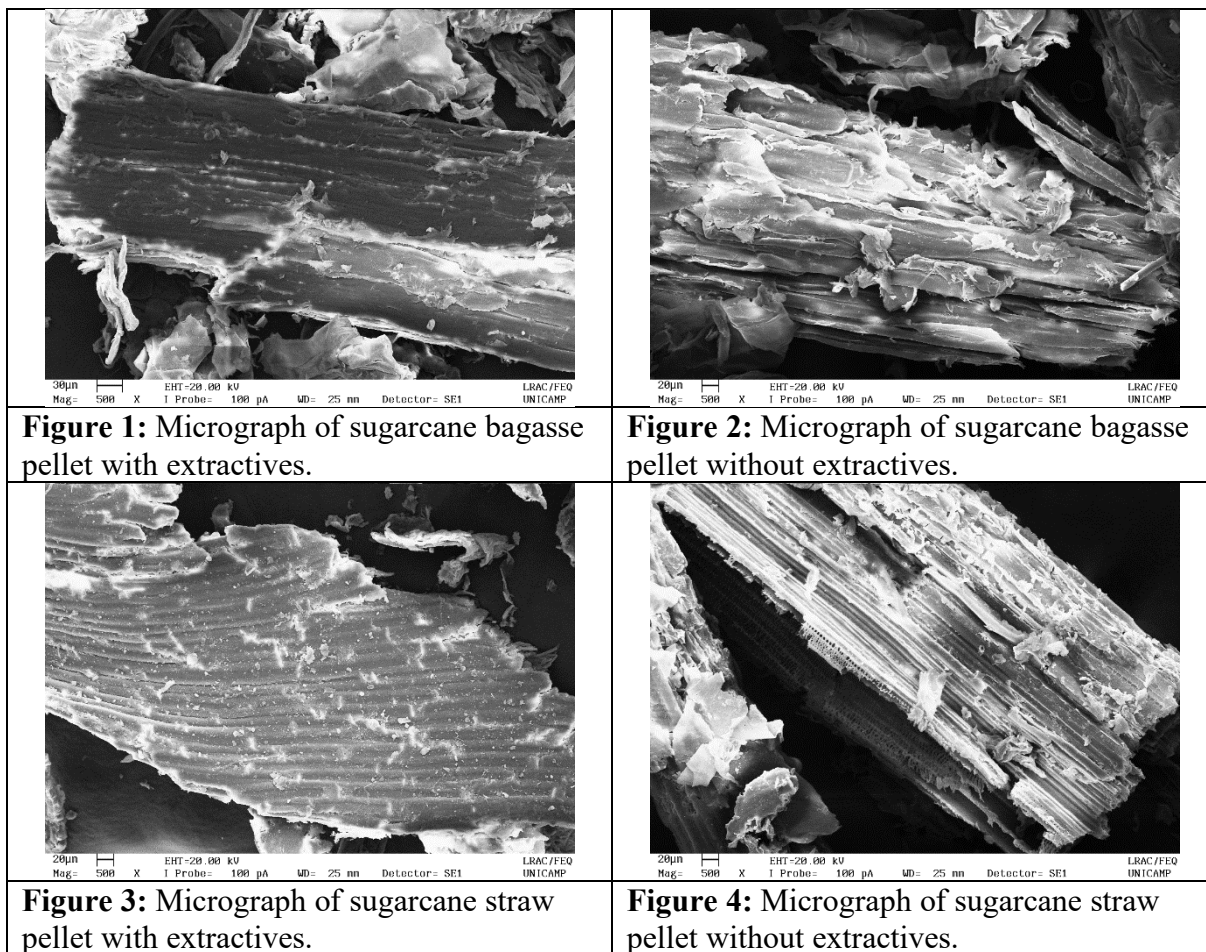 30µm EHT=20.00 kV LRAC/FEQ
Mag= 500 X I Probe= 100 pA WD= 25 nm Detector= SE1 UNICAMP
20µm EHT=20.00 kV LRAC/FEQ
Mag= 500 X I Probe= 100 pA WD= 25 nm Detector= SE1 UNICAMP
Figure 1: Micrograph of sugarcane bagasse
pellet with extractives.
Figure 2: Micrograph of sugarcane bagasse
pellet without extractives.
20µm EHT=20.00 kV LRAC/FEQ
Mag= 500 X I Probe= 100 pA WD= 25 nm Detector= SE1 UNICAMP
20µm EHT=20.00 kV LRAC/FEQ
Mag= 500 X I Probe= 100 pA WD= 25 nm Detector= SE1 UNICAMP
Figure 3: Micrograph of sugarcane straw
pellet with extractives.
Figure 4: Micrograph of sugarcane straw
pellet without extractives.